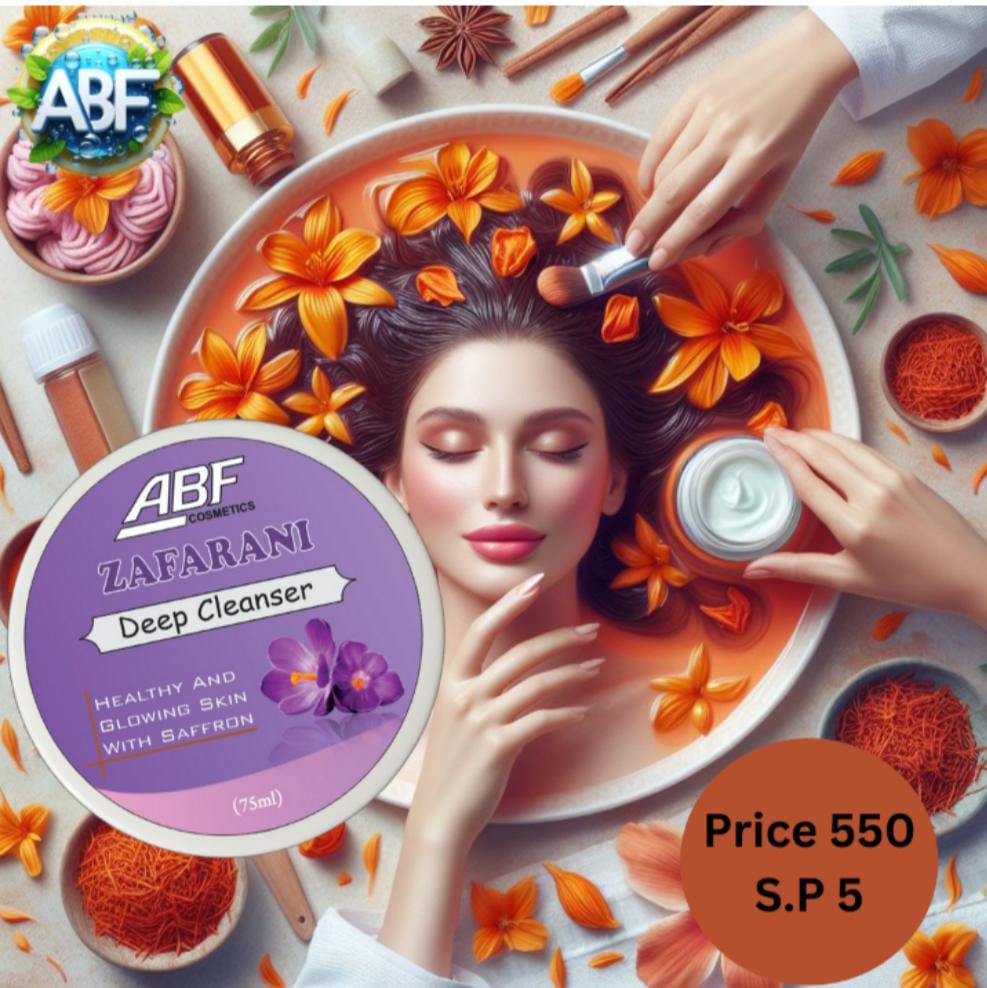 ABF
ABF
COSMETICS
ZAFARANI
Deep Cleanser
HEALTHY AND
GLOWING SKIN
WITH SAFFRON
(75ml)
Price 550
S.P 5